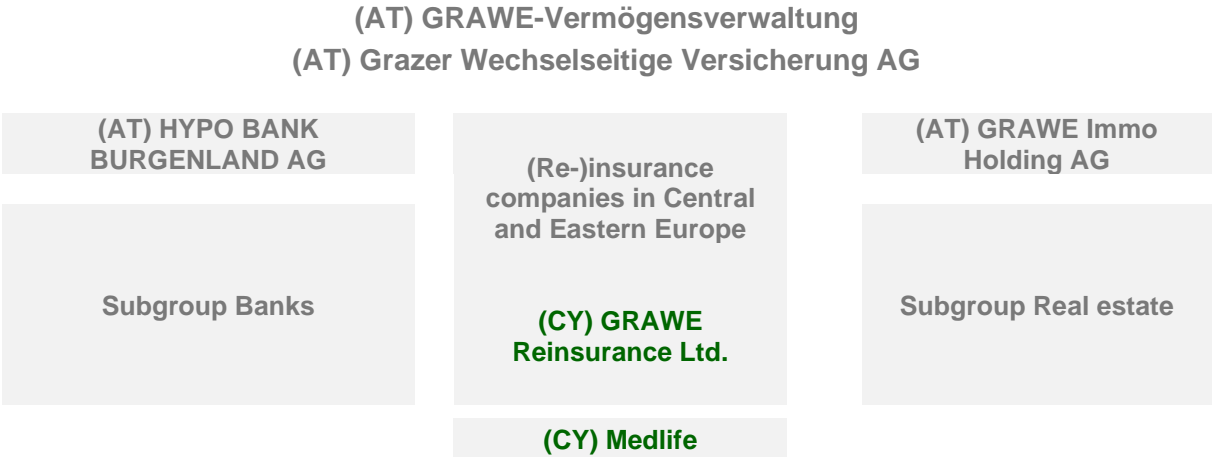 (AT) GRAWE-Vermögensverwaltung
(AT) Grazer Wechselseitige Versicherung AG
(AT) HYPO BANK
BURGENLAND AG
Subgroup Banks
(Re-)insurance
companies in Central
and Eastern Europe
(CY) GRAWE
Reinsurance Ltd.
(CY) Medlife
(AT) GRAWE Immo
Holding AG
Subgroup Real estate